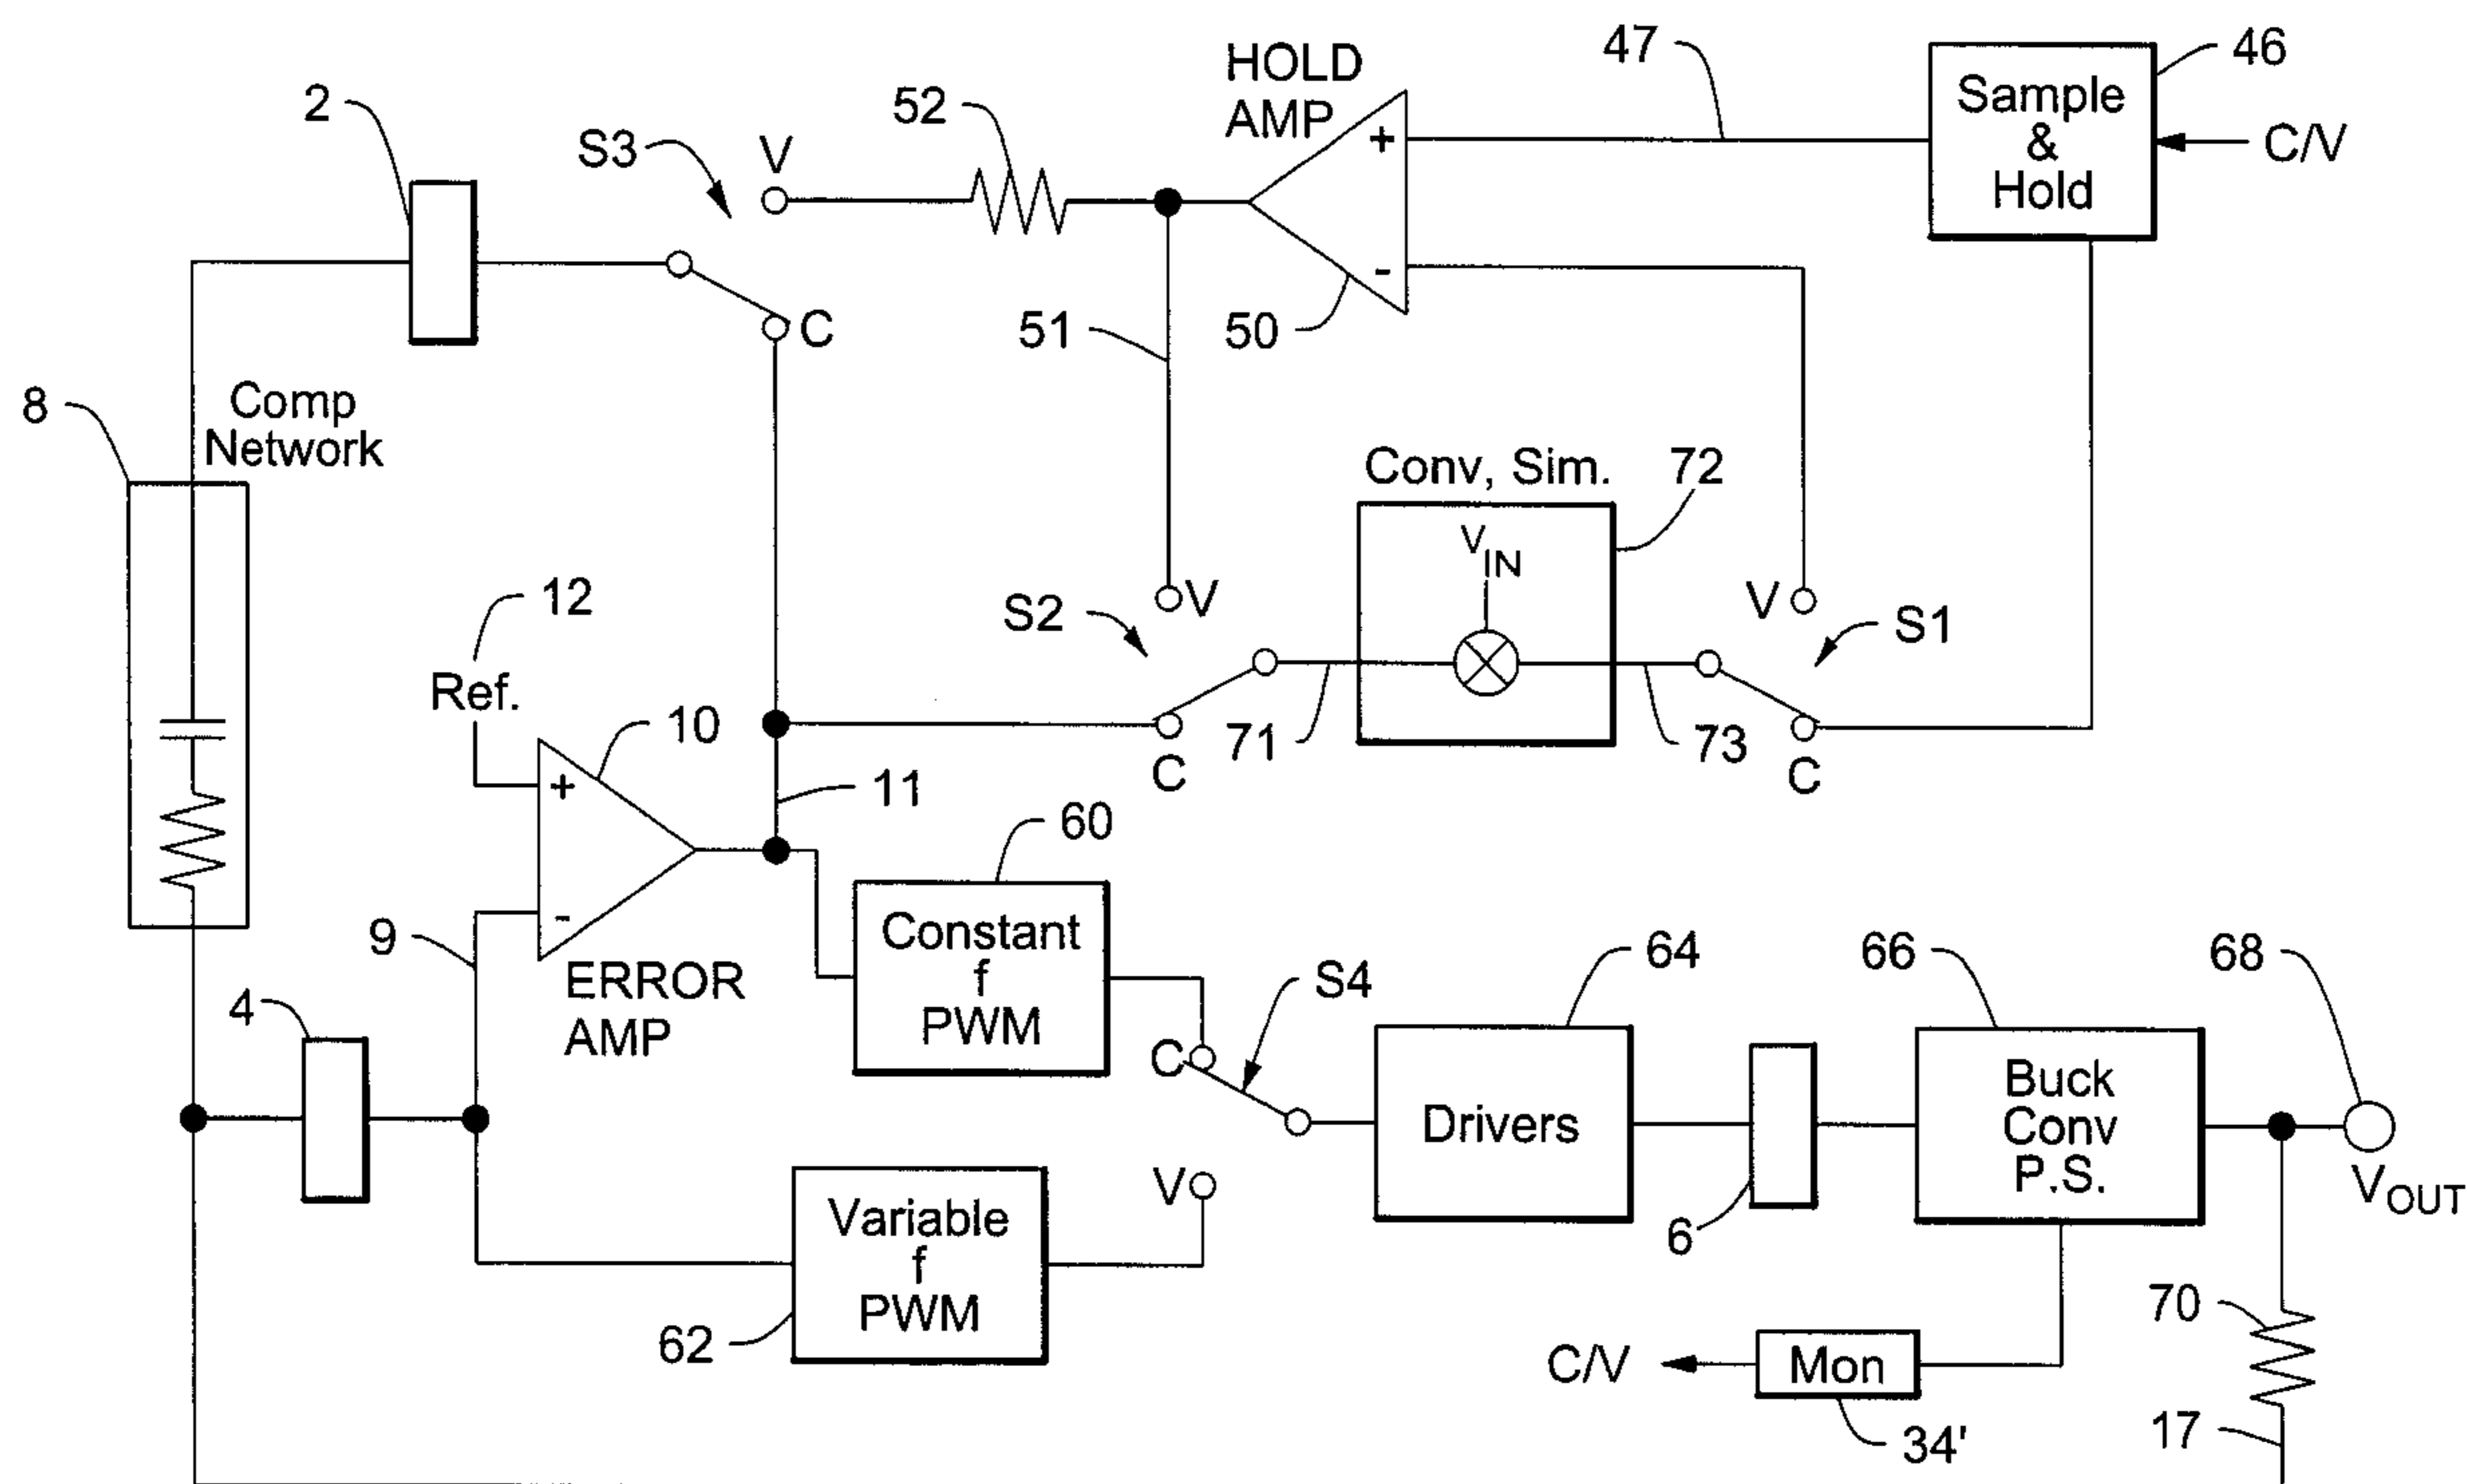 2
S3
V
52
HOLD
AMP
47
46
Sample
&
Hold
C/V
+
-
C
51
50
8
Comp
Network
Conv, Sim.
72
V
IN
12
Ref.
S2
V
V
S1
10
71
73
C
C
11
+
-
60
9
ERROR
AMP
Constant
f
PWM
S4
64
66
68
4
C
Drivers
Buck
Conv
P.S.
V
6
VOUT
Variable
f
PWM
62
C/V
Mon
34'
70
17